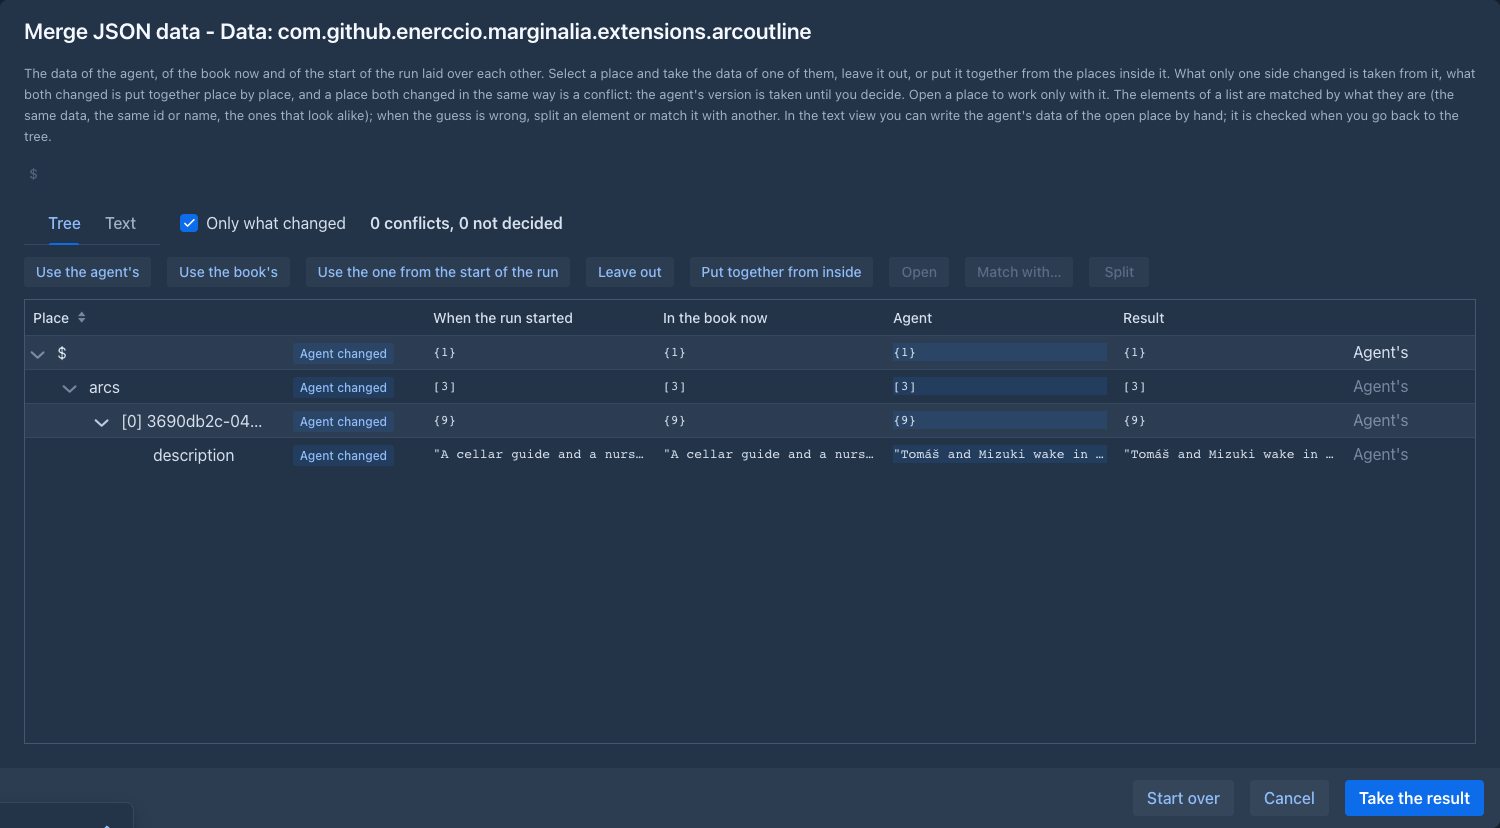 Merge JSON data - Data: com.github.enerccio.marginalia.extensions.arcoutline
The data of the agent, of the book now and of the start of the run laid over each other. Select a place and take the data of one of them, leave it out, or put it together from the places inside it. What only one side changed is taken from it, what
both changed is put together place by place, and a place both changed in the same way is a conflict: the agent's version is taken until you decide. Open a place to work only with it. The elements of a list are matched by what they are (the
same data, the same id or name, the ones that look alike); when the guess is wrong, split an element or match it with another. In the text view you can write the agent's data of the open place by hand; it is checked when you go back to the
tree.
$
Tree Text Only what changed 0 conflicts, 0 not decided
Use the agent's Use the book's Use the one from the start of the run Leave out Put together from inside Open Match with... Split
Place When the run started In the book now Agent Result
$ Agent changed {1} {1} {1} {1} Agent's
arcs Agent changed [3] [3] [3] [3] Agent's
[0] 3690db2c-04... Agent changed {9} {9} {9} {9} Agent's
description Agent changed "A cellar guide and a nurs… "A cellar guide and a nurs… "Tomáš and Mizuki wake in … "Tomáš and Mizuki wake in … Agent's
Start over Cancel Take the result